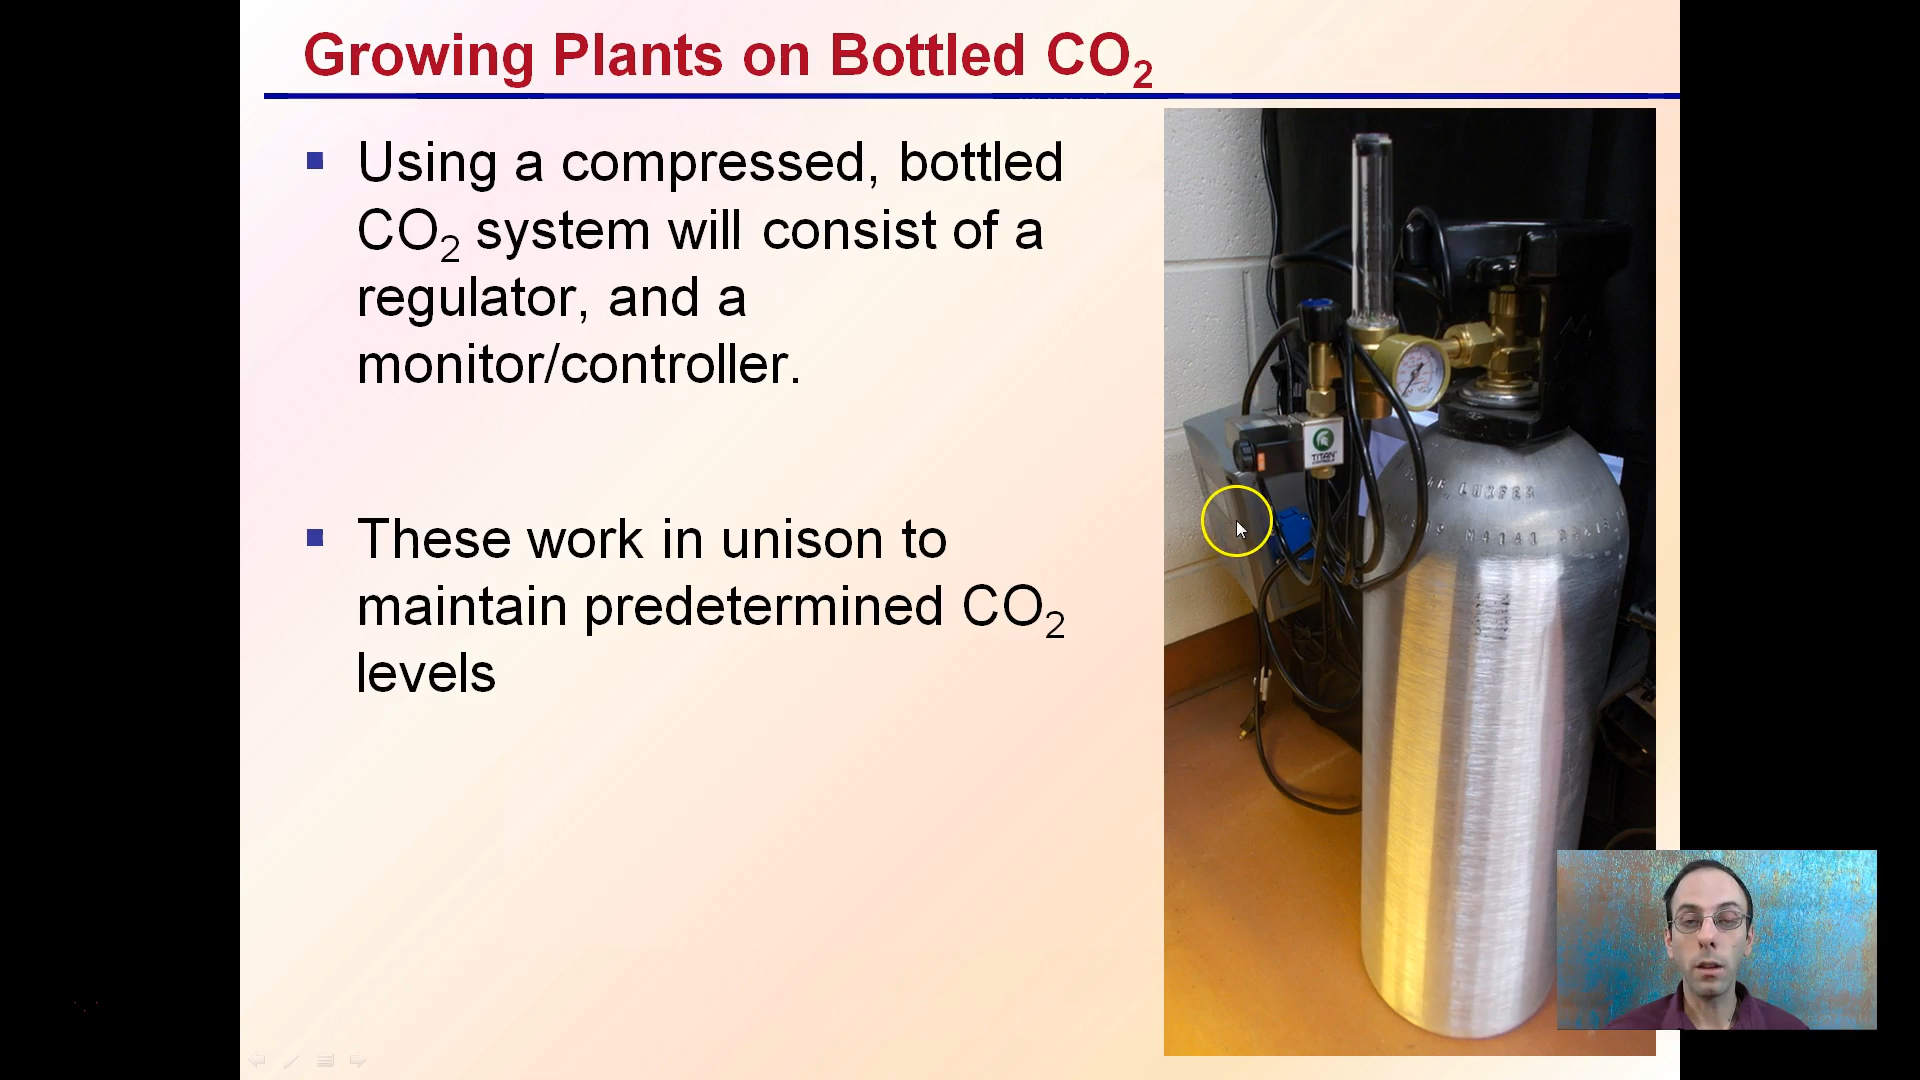 Growing Plants on Bottled CO₂
Using a compressed, bottled
CO₂ system will consist of a
regulator, and a
monitor/controller.
These work in unison to
maintain predetermined CO₂
levels
TITAN
LUXFER